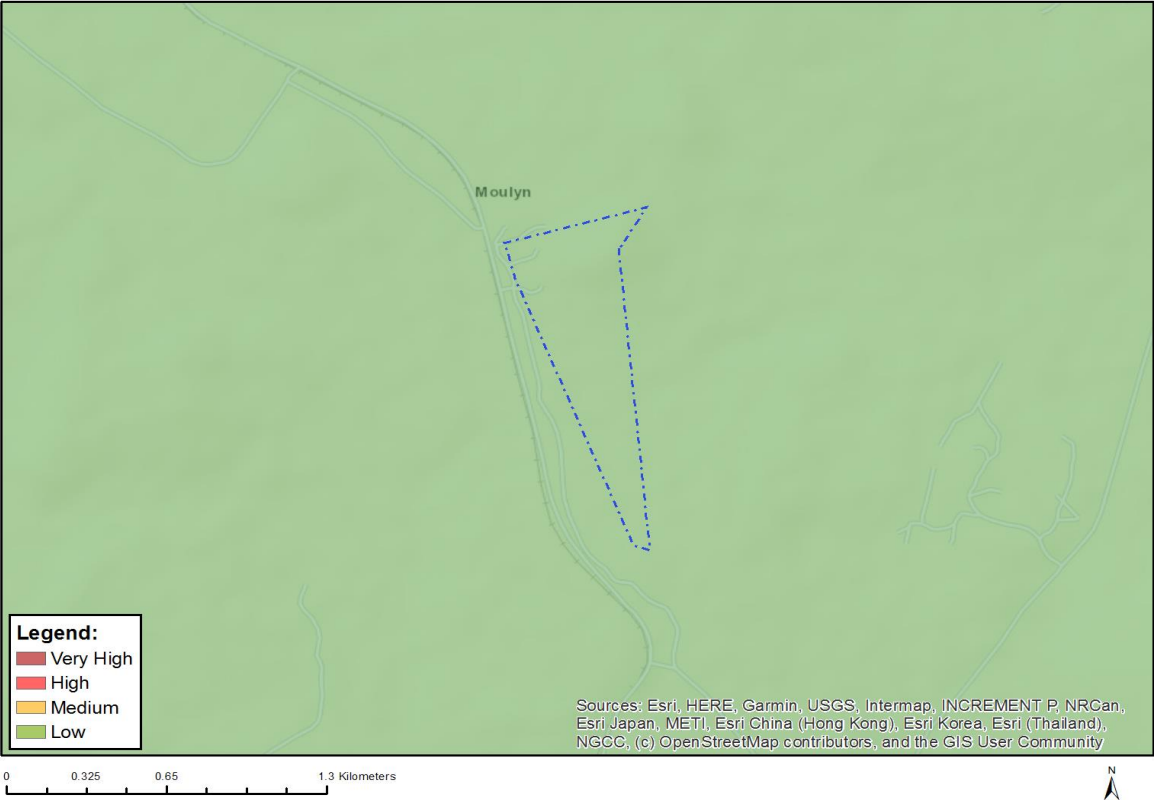 Moulyn
Legend:
Very High
High
Medium
Low
Sources: Esri, HERE, Garmin, USGS, Intermap, INCREMENT P, NRCan,
Esri Japan, METI, Esri China (Hong Kong), Esri Korea, Esri (Thailand),
NGCC, (c) OpenStreetMap contributors, and the GIS User Community
0 0.325 0.65 1.3 Kilometers
N